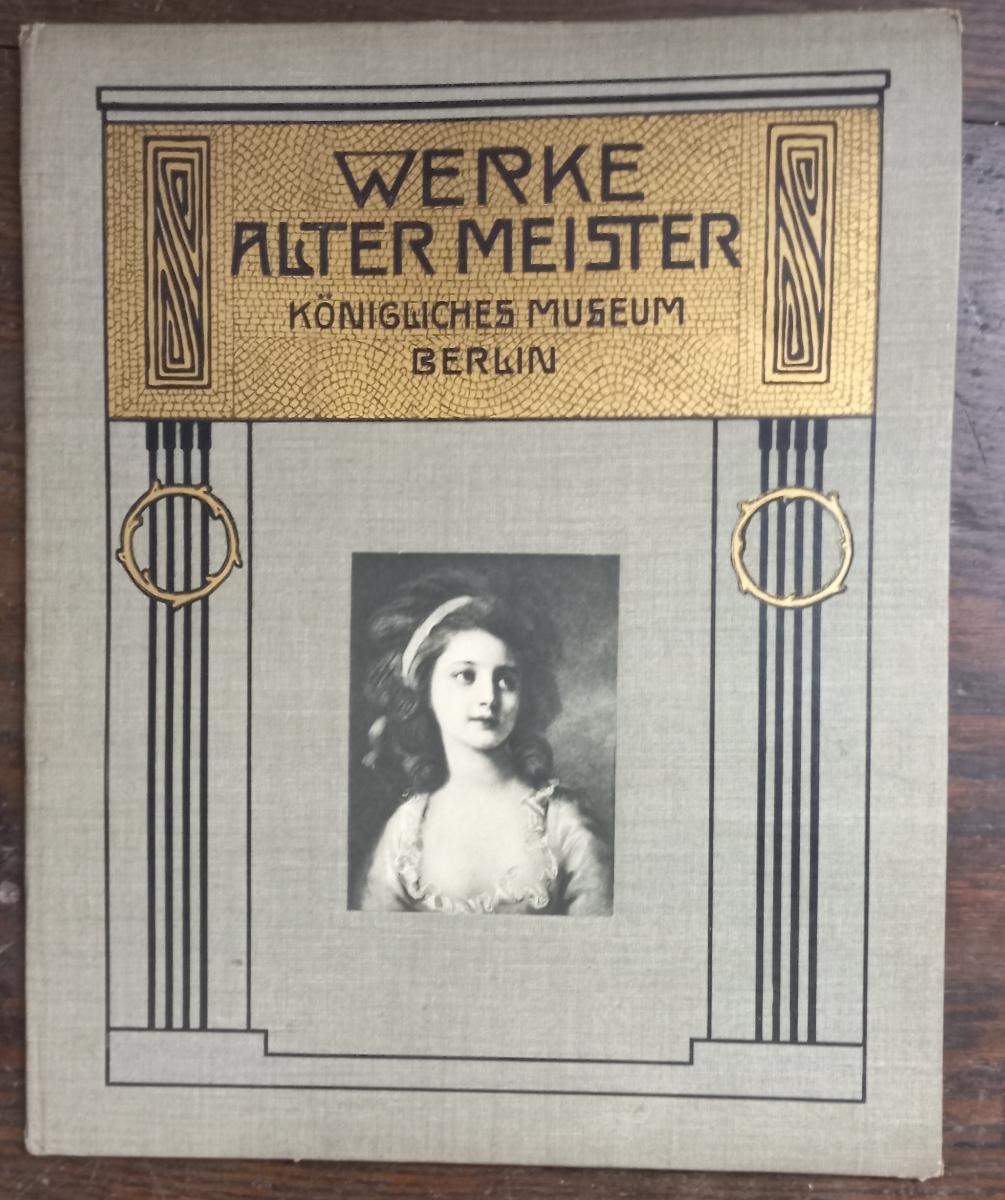 WERKE
ALTER MEISTER
KÖNIGLICHES MUSEUM
BERLIN